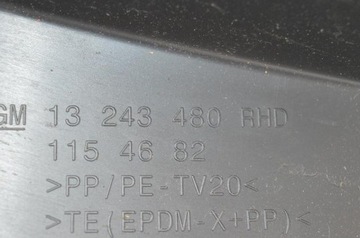 GM 13 243 480 RHD
115 46 82
>PP/PE-TV20<
>TE(EPDM-X+PP)<